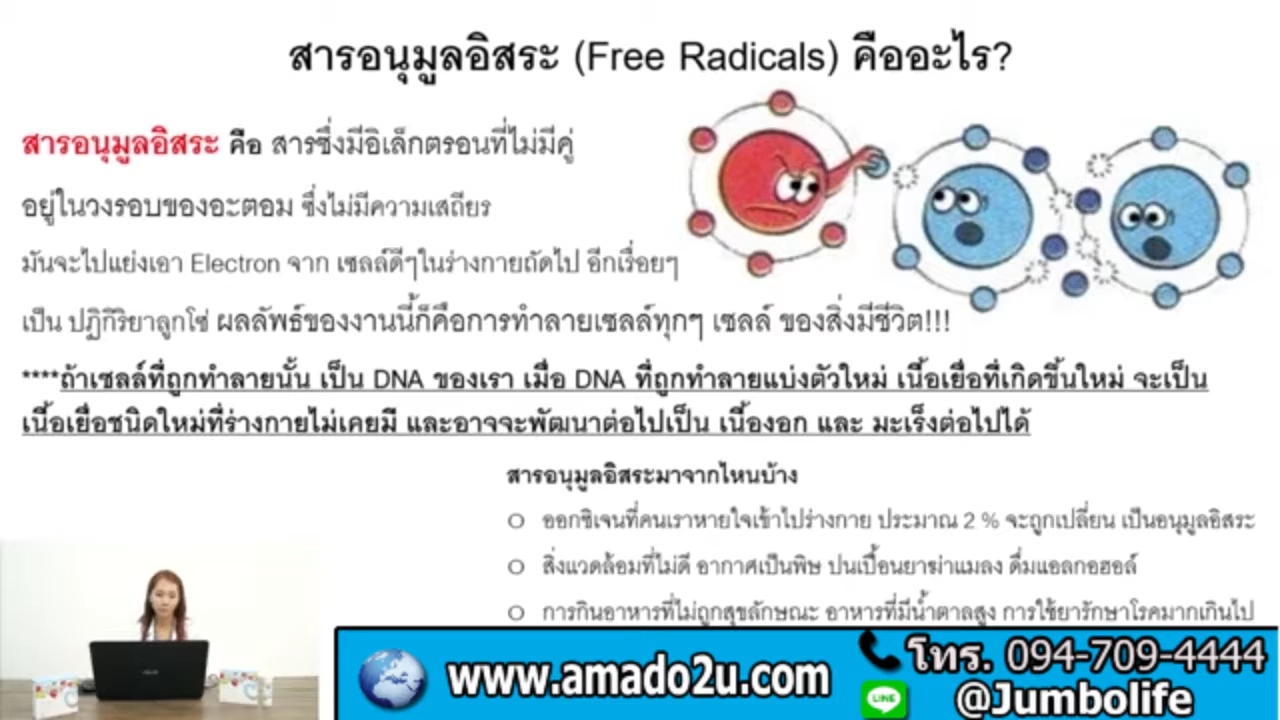 สารอนุมูลอิสระ (Free Radicals) คืออะไร?
สารอนุมูลอิสระ คือ สารซึ่งมีอิเล็กตรอนที่ไม่มีคู่
อยู่ในวงรอบของอะตอม ซึ่งไม่มีความเสถียร
มันจะไปแย่งเอา Electron จาก เซลล์ดีๆในร่างกายถัดไป อีกเรื่อยๆ
เป็น ปฏิกิริยาลูกโซ่ ผลลัพธ์ของงานนี้ก็คือการทำลายเซลล์ทุกๆ เซลล์ ของสิ่งมีชีวิต!!!
****ถ้าเซลล์ที่ถูกทำลายนั้น เป็น DNA ของเรา เมื่อ DNA ที่ถูกทำลายแบ่งตัวใหม่ เนื้อเยื่อที่เกิดขึ้นใหม่ จะเป็น
เนื้อเยื่อชนิดใหม่ที่ร่างกายไม่เคยมี และอาจจะพัฒนาต่อไปเป็น เนื้องอก และ มะเร็งต่อไปได้
สารอนุมูลอิสระมาจากไหนบ้าง
O ออกซิเจนที่คนเราหายใจเข้าไปร่างกาย ประมาณ 2 % จะถูกเปลี่ยน เป็นอนุมูลอิสระ
O สิ่งแวดล้อมที่ไม่ดี อากาศเป็นพิษ ปนเปื้อนยาฆ่าแมลง ดื่มแอลกอฮอล์
O การกินอาหารที่ไม่ถูกสุขลักษณะ อาหารที่มีน้ำตาลสูง การใช้ยารักษาโรคมากเกินไป
www.amado2u.com
โทร. 094-709-4444
LINE @Jumbolife